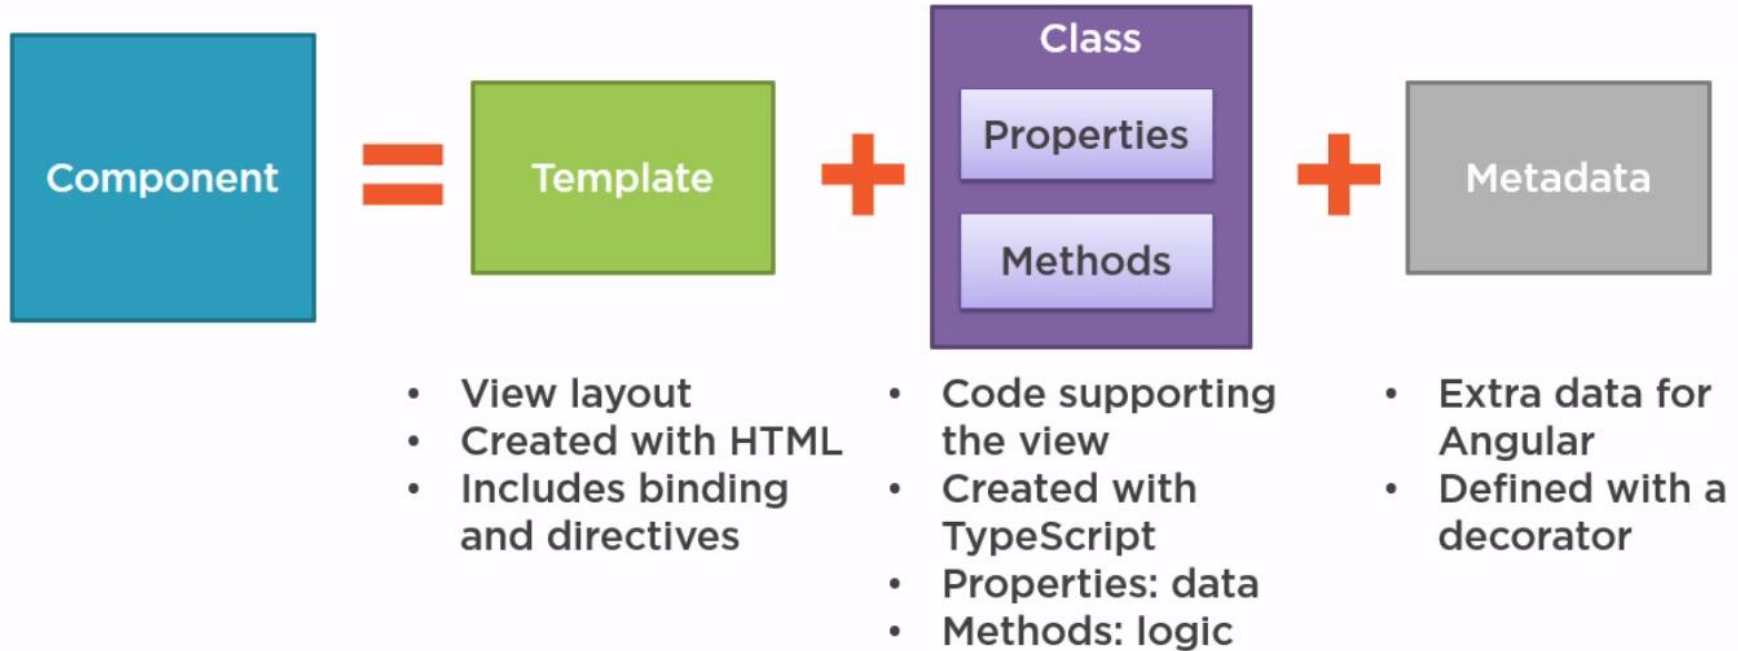 Component
=
Template
+
Class
Properties
Methods
+
Metadata
• View layout
• Created with HTML
• Includes binding
and directives
• Code supporting
the view
• Created with
TypeScript
• Properties: data
• Methods: logic
• Extra data for
Angular
• Defined with a
decorator